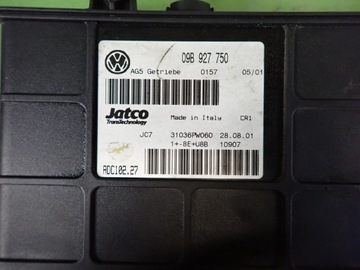 09B 927 750
AG5 Getriebe 0157 05/01
Jatco
TransTechnology
Made in Italy CR1
JC7 31036PW060 28.08.01
1+-8E+U8B 10907
ADC102.27